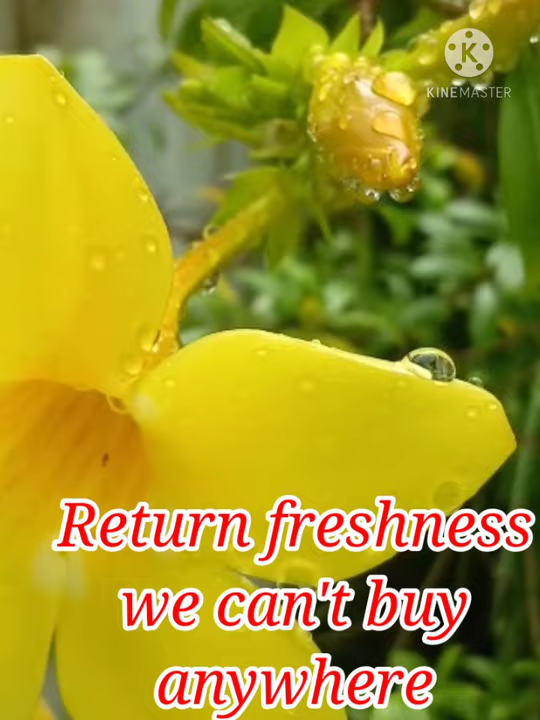 K
KINEMASTER
Return freshness
we can't buy
anywhere